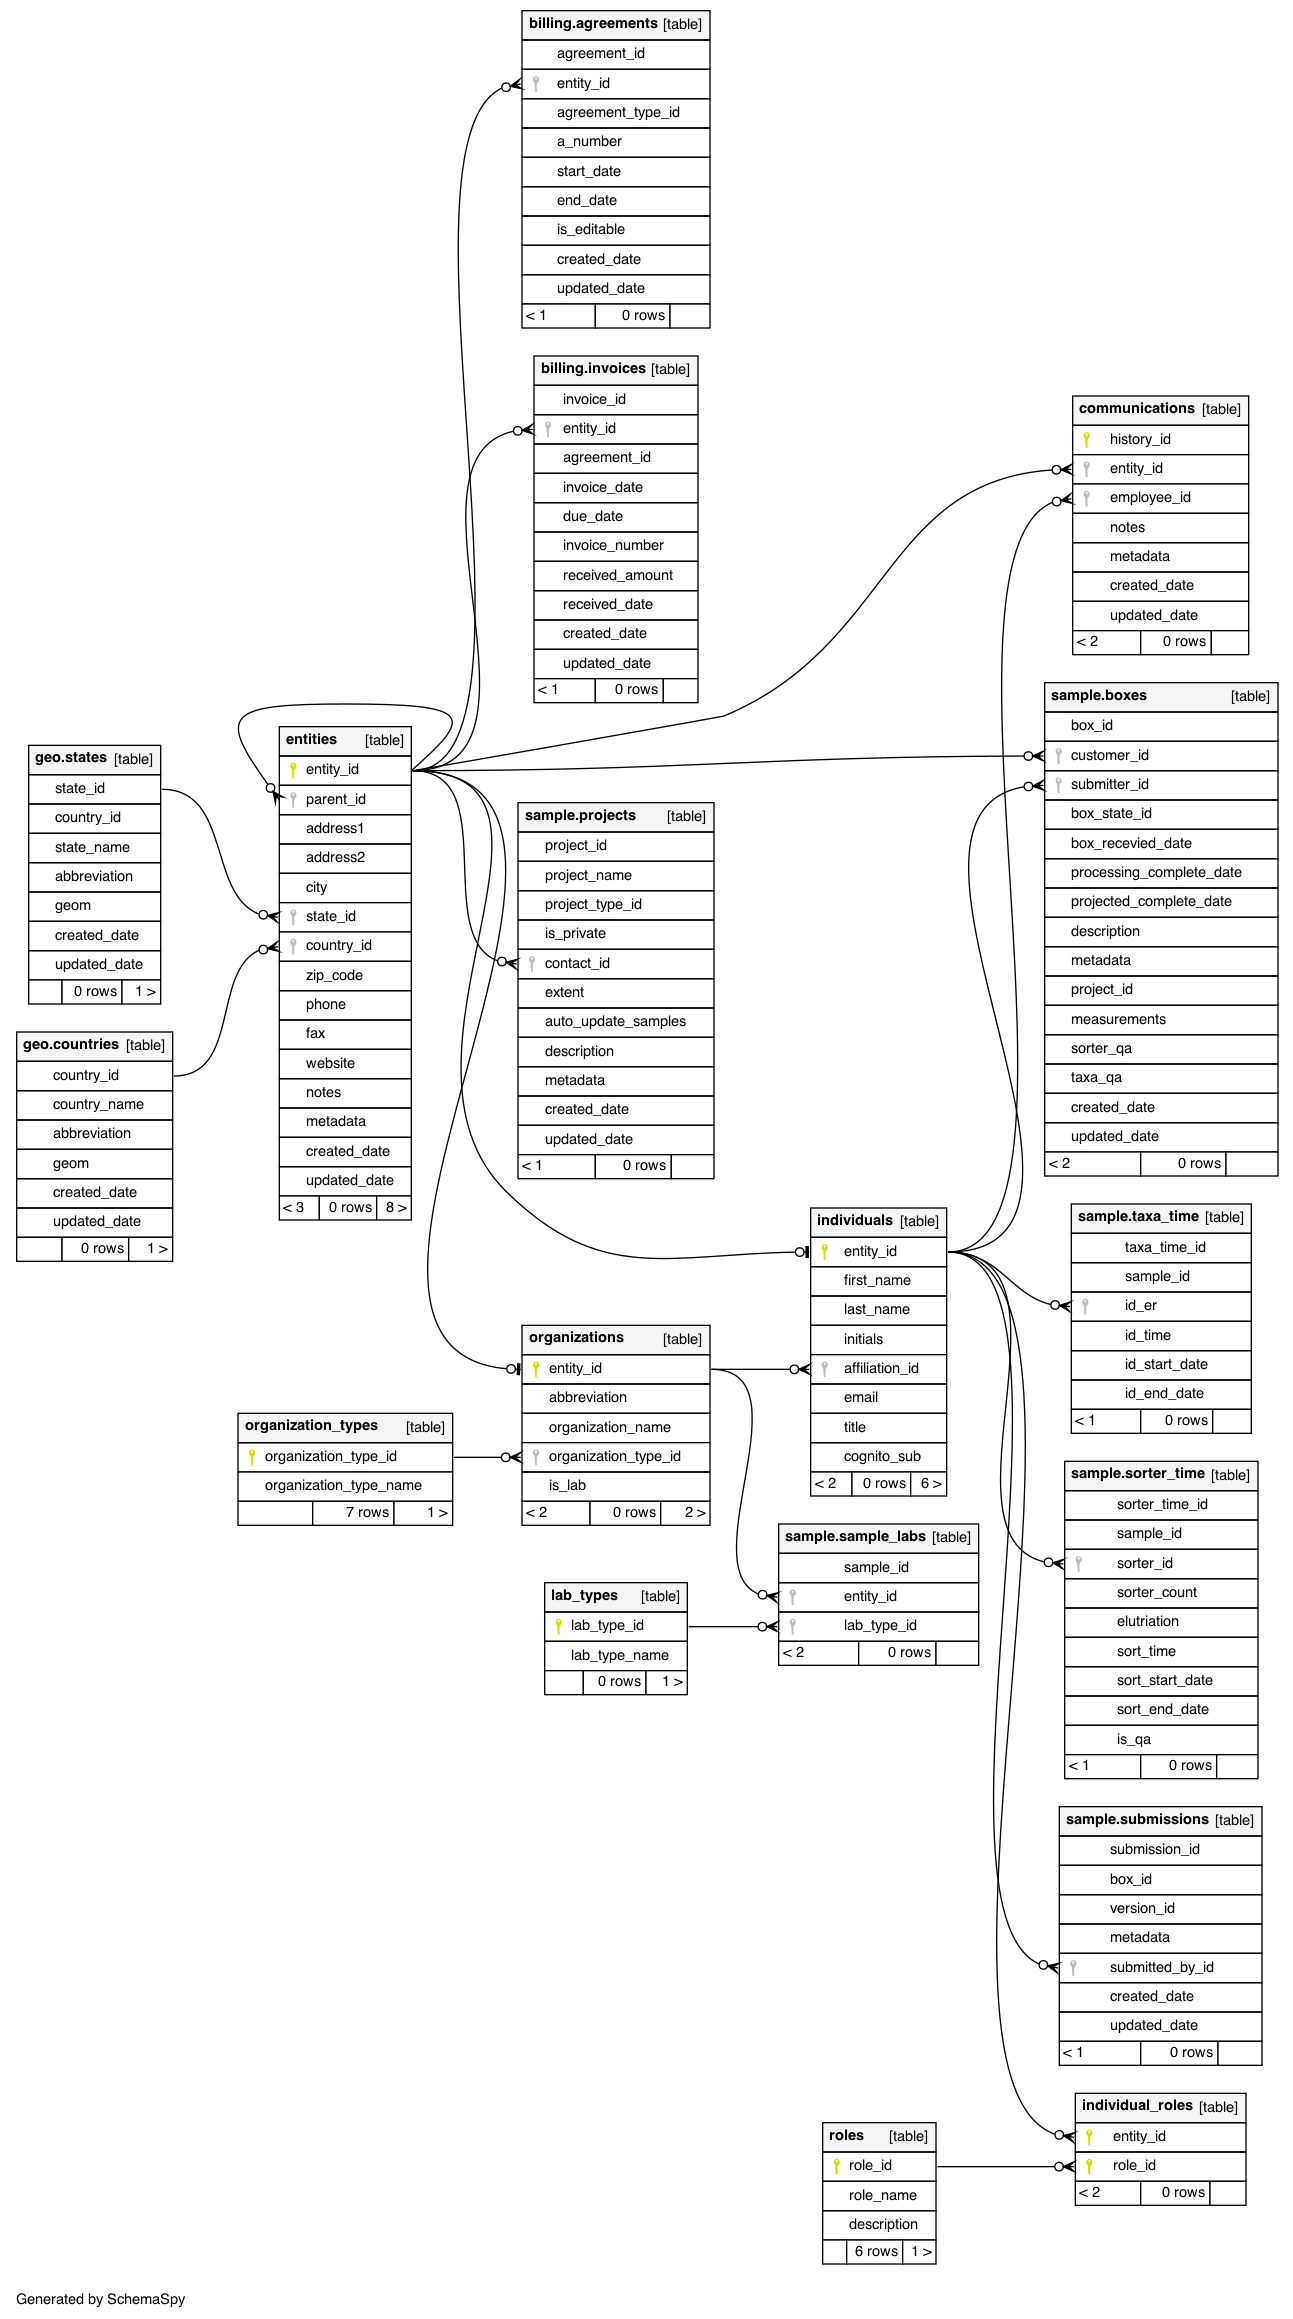 billing.agreements [table]
agreement_id
entity_id
agreement_type_id
a_number
start_date
end_date
is_editable
created_date
updated_date
< 1 0 rows
billing.invoices [table]
invoice_id
entity_id
agreement_id
invoice_date
due_date
invoice_number
received_amount
received_date
created_date
updated_date
< 1 0 rows
communications [table]
history_id
entity_id
employee_id
notes
metadata
created_date
updated_date
< 2 0 rows
sample.boxes [table]
box_id
customer_id
submitter_id
box_state_id
box_recevied_date
processing_complete_date
projected_complete_date
description
metadata
project_id
measurements
sorter_qa
taxa_qa
created_date
updated_date
< 2 0 rows
entities [table]
entity_id
parent_id
address1
address2
city
state_id
country_id
zip_code
phone
fax
website
notes
metadata
created_date
updated_date
< 3 0 rows 8 >
geo.states [table]
state_id
country_id
state_name
abbreviation
geom
created_date
updated_date
0 rows 1 >
geo.countries [table]
country_id
country_name
abbreviation
geom
created_date
updated_date
0 rows 1 >
sample.projects [table]
project_id
project_name
project_type_id
is_private
contact_id
extent
auto_update_samples
description
metadata
created_date
updated_date
< 1 0 rows
individuals [table]
entity_id
first_name
last_name
initials
affiliation_id
email
title
cognito_sub
< 2 0 rows 6 >
sample.taxa_time [table]
taxa_time_id
sample_id
id_er
id_time
id_start_date
id_end_date
< 1 0 rows
organizations [table]
entity_id
abbreviation
organization_name
organization_type_id
is_lab
< 2 0 rows 2 >
organization_types [table]
organization_type_id
organization_type_name
7 rows 1 >
sample.sorter_time [table]
sorter_time_id
sample_id
sorter_id
sorter_count
elutriation
sort_time
sort_start_date
sort_end_date
is_qa
< 1 0 rows
sample.sample_labs [table]
sample_id
entity_id
lab_type_id
< 2 0 rows
lab_types [table]
lab_type_id
lab_type_name
0 rows 1 >
sample.submissions [table]
submission_id
box_id
version_id
metadata
submitted_by_id
created_date
updated_date
< 1 0 rows
individual_roles [table]
entity_id
role_id
< 2 0 rows
roles [table]
role_id
role_name
description
6 rows 1 >
Generated by SchemaSpy